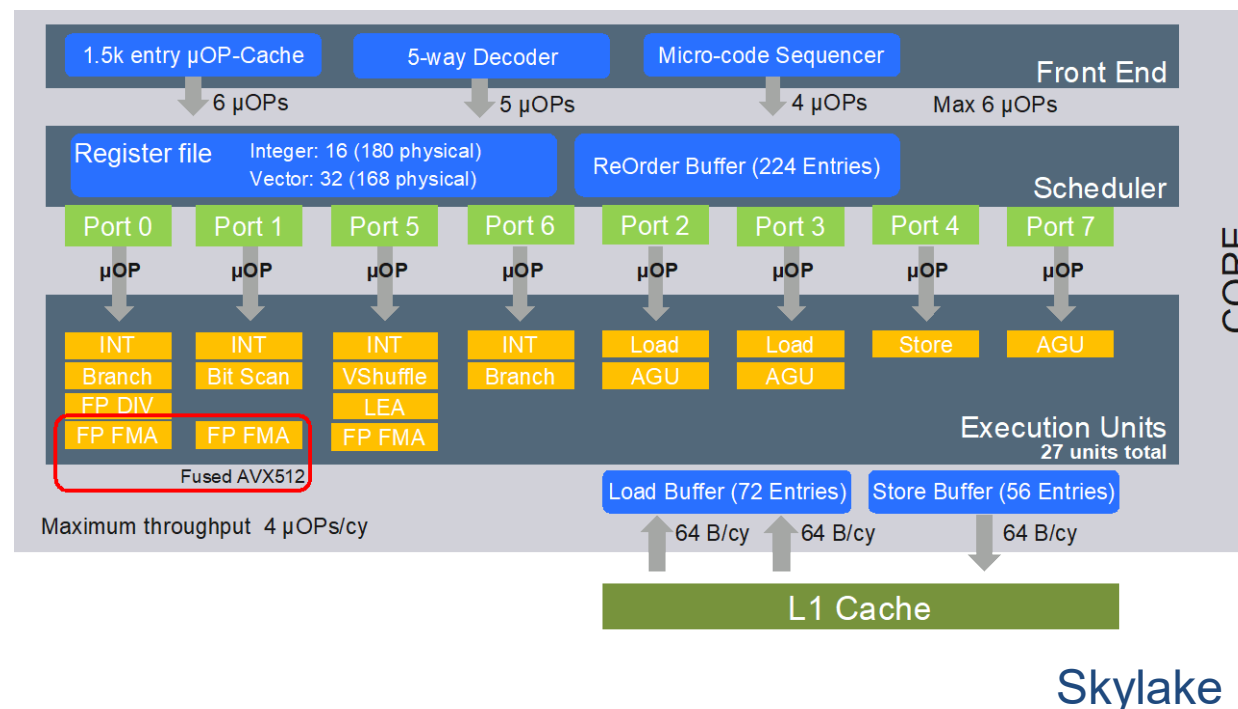 1.5k entry µOP-Cache
5-way Decoder
Micro-code Sequencer
Front End
6 µOPs
5 µOPs
4 µOPs
Max 6 µOPs
Register file
Integer: 16 (180 physical)
Vector: 32 (168 physical)
ReOrder Buffer (224 Entries)
Scheduler
Port 0
Port 1
Port 5
Port 6
Port 2
Port 3
Port 4
Port 7
µOP
µOP
µOP
µOP
µOP
µOP
µOP
µOP
INT
INT
INT
INT
Load
Load
Store
AGU
Branch
Bit Scan
VShuffle
Branch
AGU
AGU
FP DIV
LEA
FP FMA
FP FMA
FP FMA
Execution Units
27 units total
Fused AVX512
Load Buffer (72 Entries)
Store Buffer (56 Entries)
Maximum throughput 4 µOPs/cy
64 B/cy
64 B/cy
64 B/cy
L1 Cache
CORE
Skylake